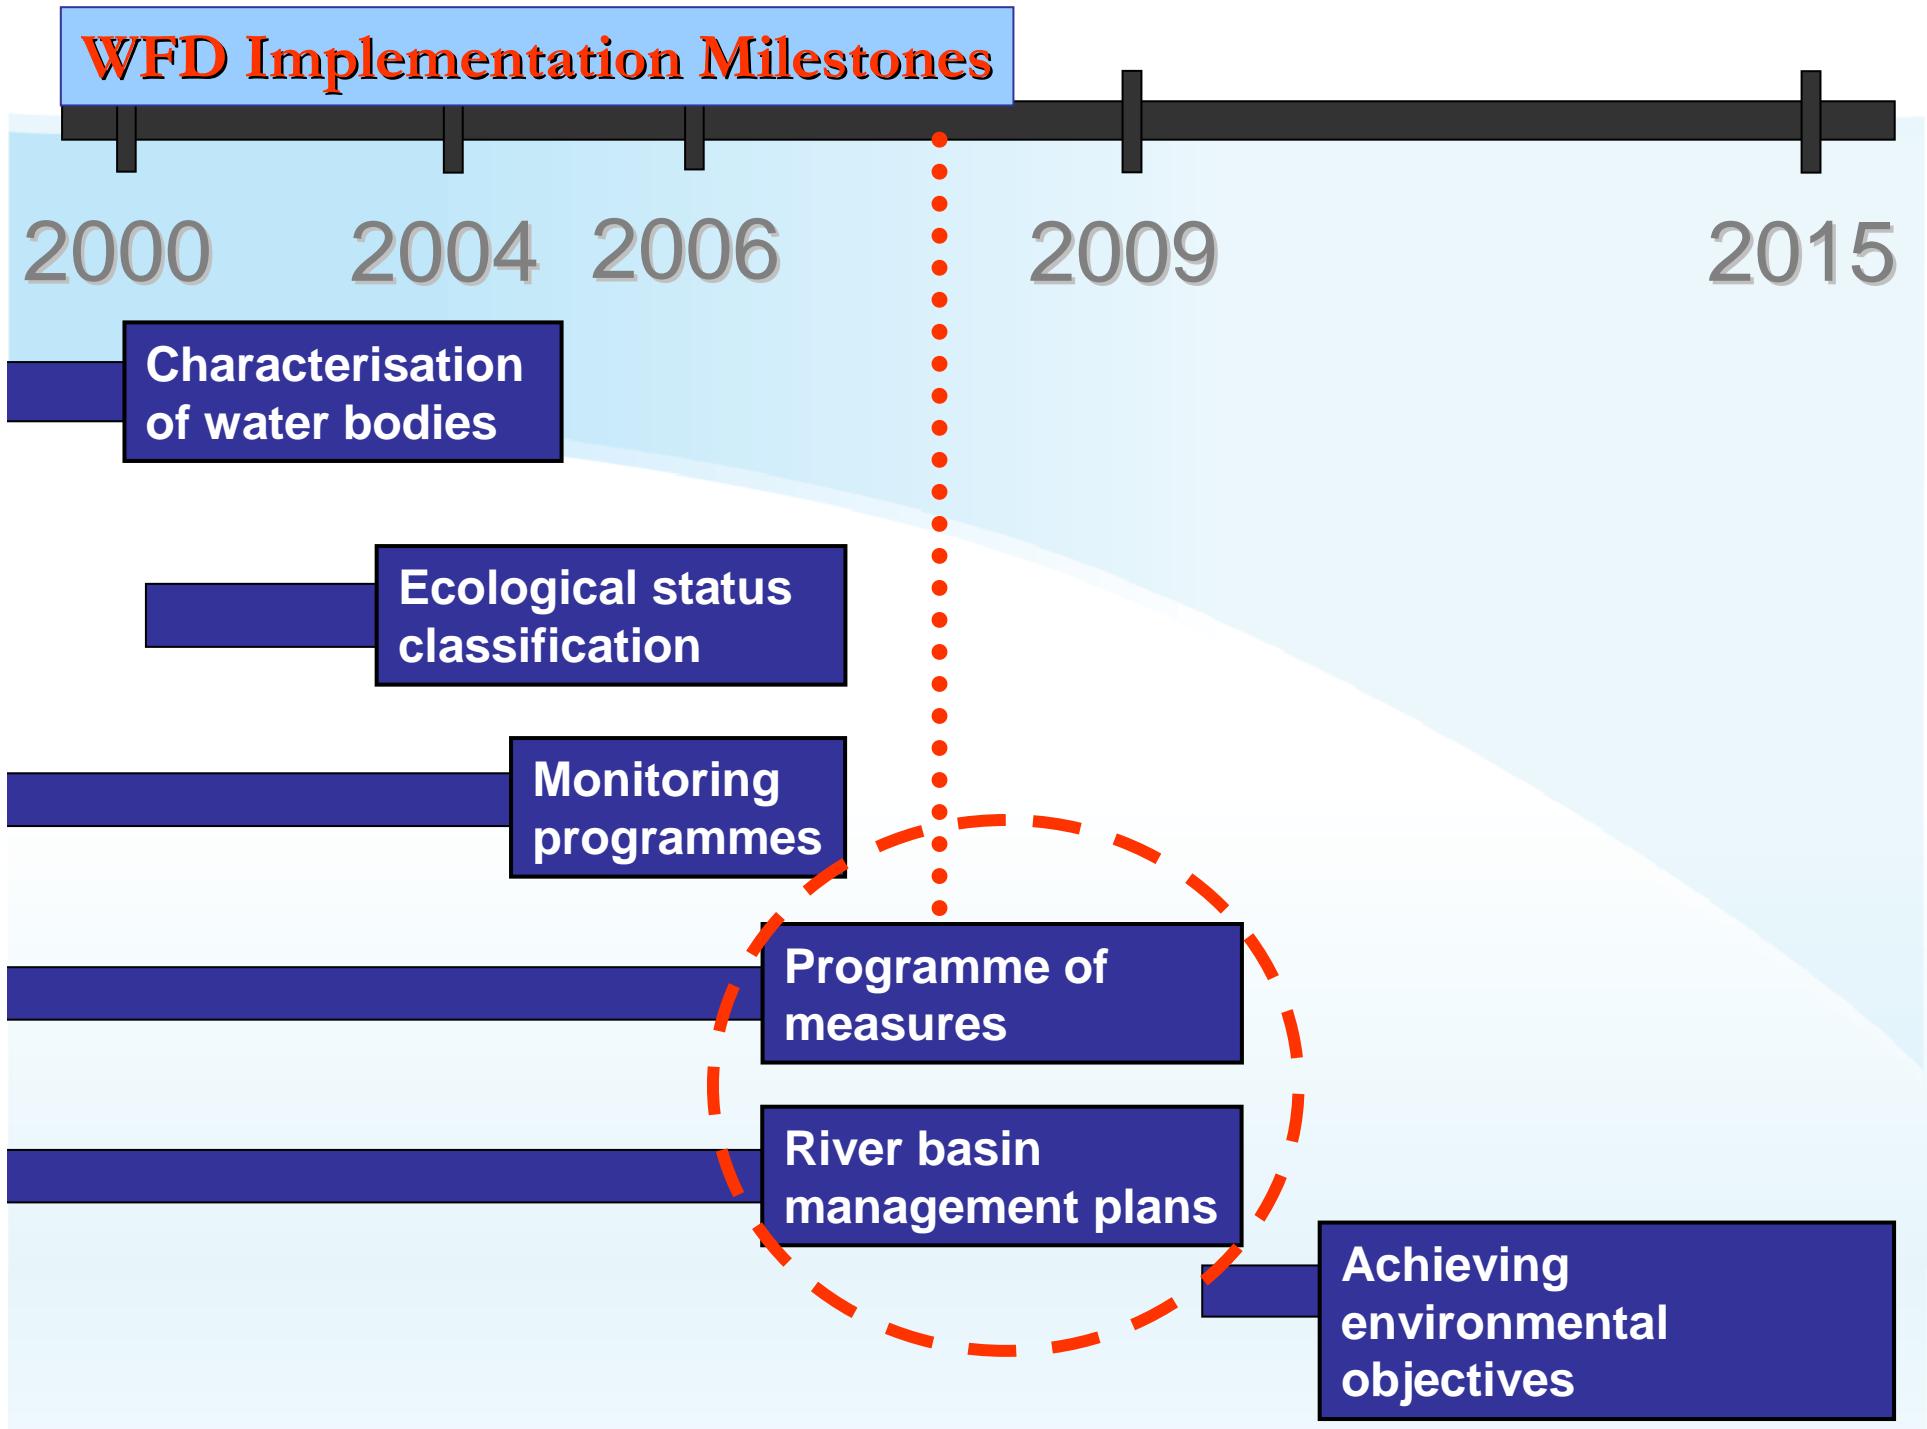 WFD Implementation Milestones
2000 2004 2006 2009 2015
Characterisation
of water bodies
Ecological status
classification
Monitoring
programmes
Programme of
measures
River basin
management plans
Achieving
environmental
objectives